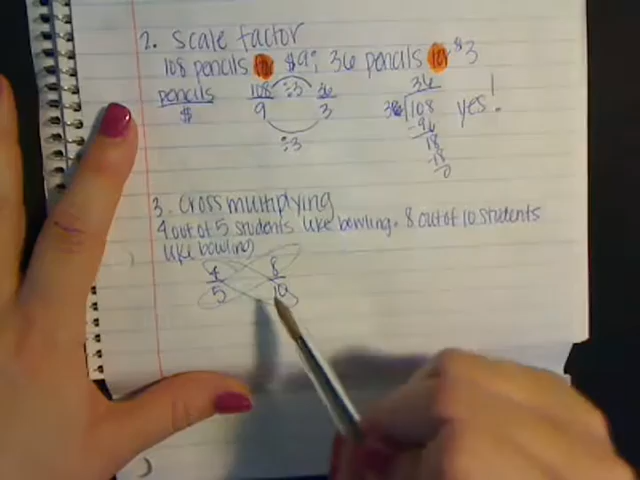 2. Scale factor
108 pencils for $9; 36 pencils for $3
pencils 108 ÷3 36
$ 9 3
÷3
36
108 yes!
-96
18
-18
0
3. Cross multiplying
4 out of 5 students like bowling. 8 out of 10 students
like bowling
4 8
5 10